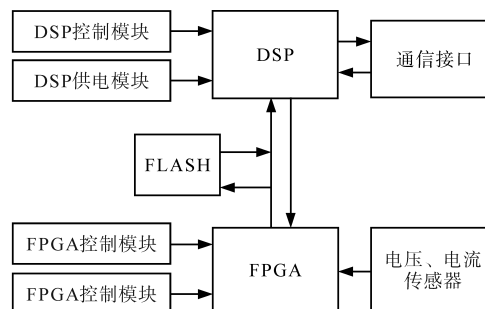 DSP控制模块
DSP
通信接口
DSP供电模块
FLASH
FPGA控制模块
FPGA
电压、电流
传感器
FPGA控制模块